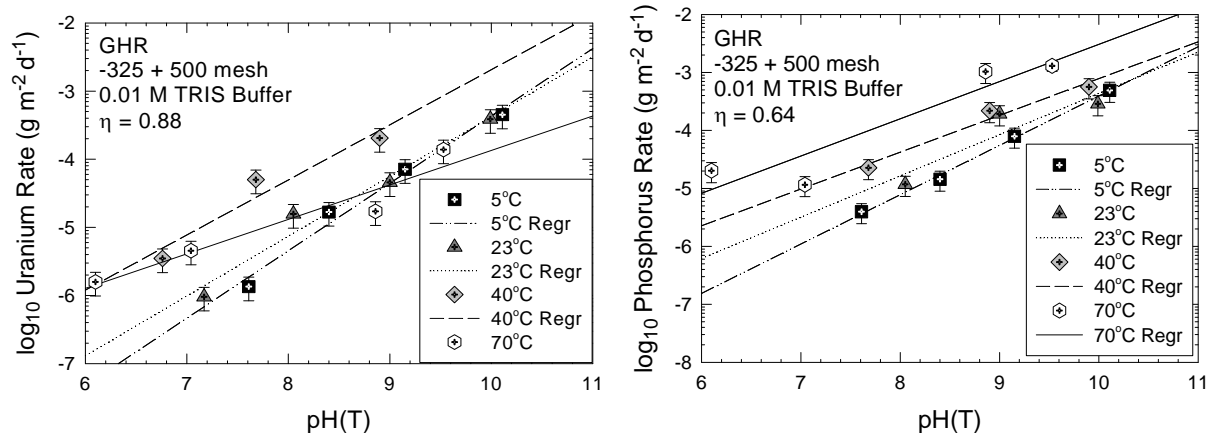 log10 Uranium Rate (g m-2 d-1)
-2
-3
-4
-5
-6
-7
GHR
-325 + 500 mesh
0.01 M TRIS Buffer
η = 0.88
5°C
5°C Regr
23°C
23°C Regr
40°C
40°C Regr
70°C
6 7 8 9 10 11
pH(T)
log10 Phosphorus Rate (g m-2 d-1)
-2
-3
-4
-5
-6
-7
-8
GHR
-325 + 500 mesh
0.01 M TRIS Buffer
η = 0.64
5°C
5°C Regr
23°C
23°C Regr
40°C
40°C Regr
70°C
70°C Regr
6 7 8 9 10 11
pH(T)